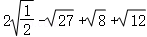 2√(1/2) − √27 + √8 + √12